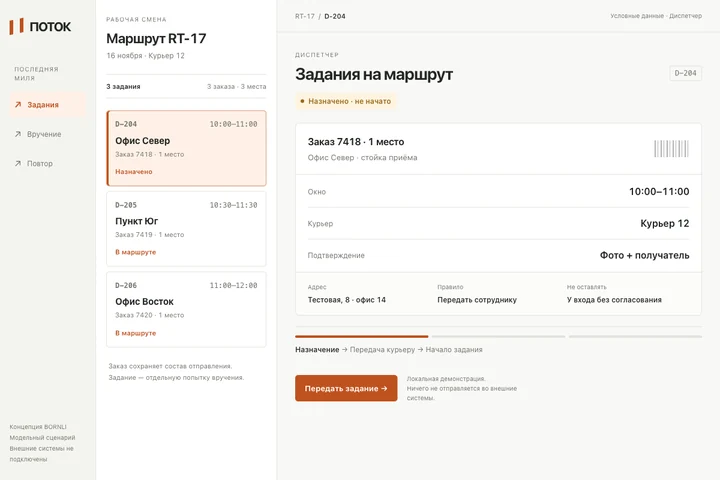 ПОТОК
ПОСЛЕДНЯЯ
МИЛЯ
Задания
Вручение
Повтор
Концепция BORNLI
Модельный сценарий
Внешние системы не
подключены
РАБОЧАЯ СМЕНА
Маршрут RT-17
16 ноября · Курьер 12
3 задания
3 заказа · 3 места
D-204
10:00–11:00
Офис Север
Заказ 7418 · 1 место
Назначено
D-205
10:30–11:30
Пункт Юг
Заказ 7419 · 1 место
В маршруте
D-206
11:00–12:00
Офис Восток
Заказ 7420 · 1 место
В маршруте
Заказ сохраняет состав отправления.
Задание — отдельную попытку вручения.
RT-17 / D-204
Условные данные · Диспетчер
ДИСПЕТЧЕР
Задания на маршрут
D-204
Назначено · не начато
Заказ 7418 · 1 место
Офис Север · стойка приёма
Окно
10:00–11:00
Курьер
Курьер 12
Подтверждение
Фото + получатель
Адрес
Тестовая, 8 · офис 14
Правило
Передать сотруднику
Не оставлять
У входа без согласования
Назначение → Передача курьеру → Начало задания
Передать задание →
Локальная демонстрация.
Ничего не отправляется во внешние
системы.